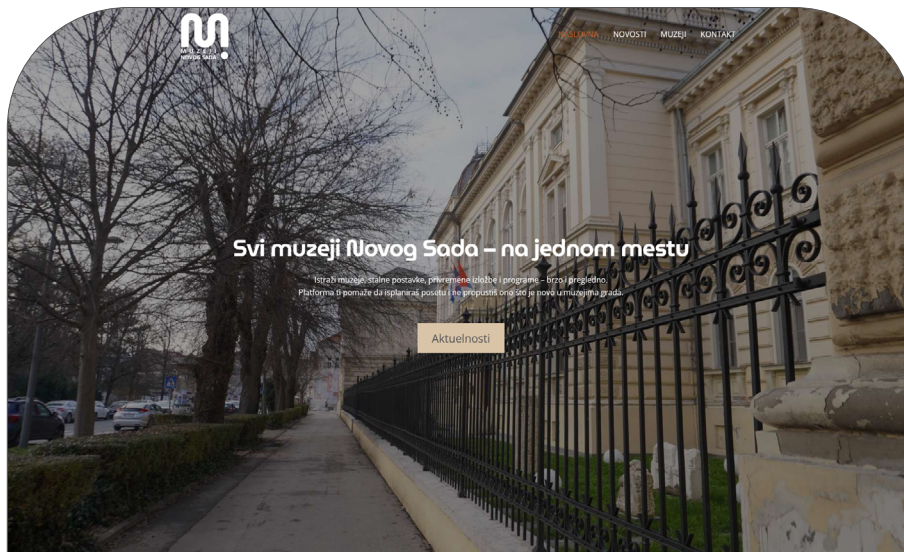 MUZEJI
NOVOG SADA
NASLOVNA NOVOSTI MUZEJI KONTAKT
Svi muzeji Novog Sada – na jednom mestu
Istraži muzeje, stalne postavke, privremene izložbe i programe – brzo i pregledno.
Platforma ti pomaže da isplaniraš posetu i ne propustiš ono što je novo u muzejima grada.
Aktuelnosti